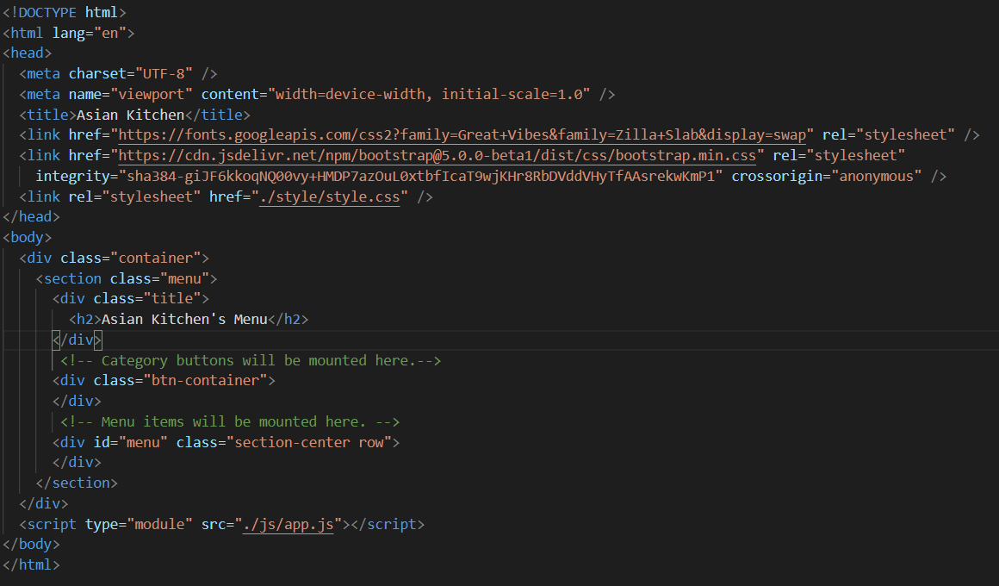 <!DOCTYPE html>
<html lang="en">
<head>
  <meta charset="UTF-8" />
  <meta name="viewport" content="width=device-width, initial-scale=1.0" />
  <title>Asian Kitchen</title>
  <link href="https://fonts.googleapis.com/css2?family=Great+Vibes&family=Zilla+Slab&display=swap" rel="stylesheet" />
  <link href="https://cdn.jsdelivr.net/npm/bootstrap@5.0.0-beta1/dist/css/bootstrap.min.css" rel="stylesheet"
    integrity="sha384-giJF6kkoqNQ00vy+HMDP7azOuL0xtbfIcaT9wjKHr8RbDVddVHyTfAAsrekwKmP1" crossorigin="anonymous" />
  <link rel="stylesheet" href="./style/style.css" />
</head>
<body>
  <div class="container">
    <section class="menu">
      <div class="title">
        <h2>Asian Kitchen's Menu</h2>
      </div>
       <!-- Category buttons will be mounted here.-->
      <div class="btn-container">
      </div>
       <!-- Menu items will be mounted here. -->
      <div id="menu" class="section-center row">
      </div>
    </section>
  </div>
  <script type="module" src="./js/app.js"></script>
</body>
</html>